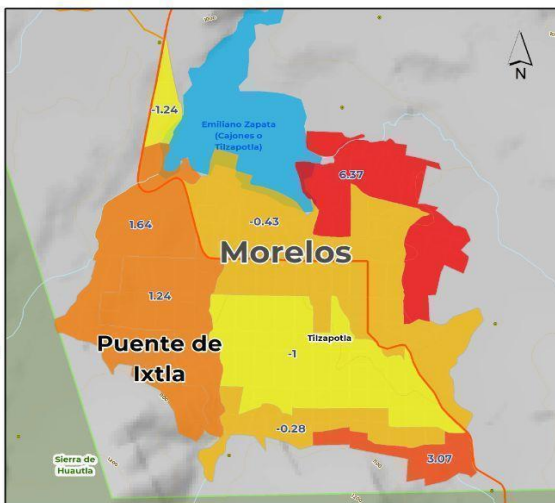 N
-1.24
Emiliano Zapata
(Cajones o
Tilzapotla)
6.37
1.64
-0.43
Morelos
1.24
Tilzapotla
Puente de
Ixtla
-1
-0.28
3.07
Sierra de
Huautla